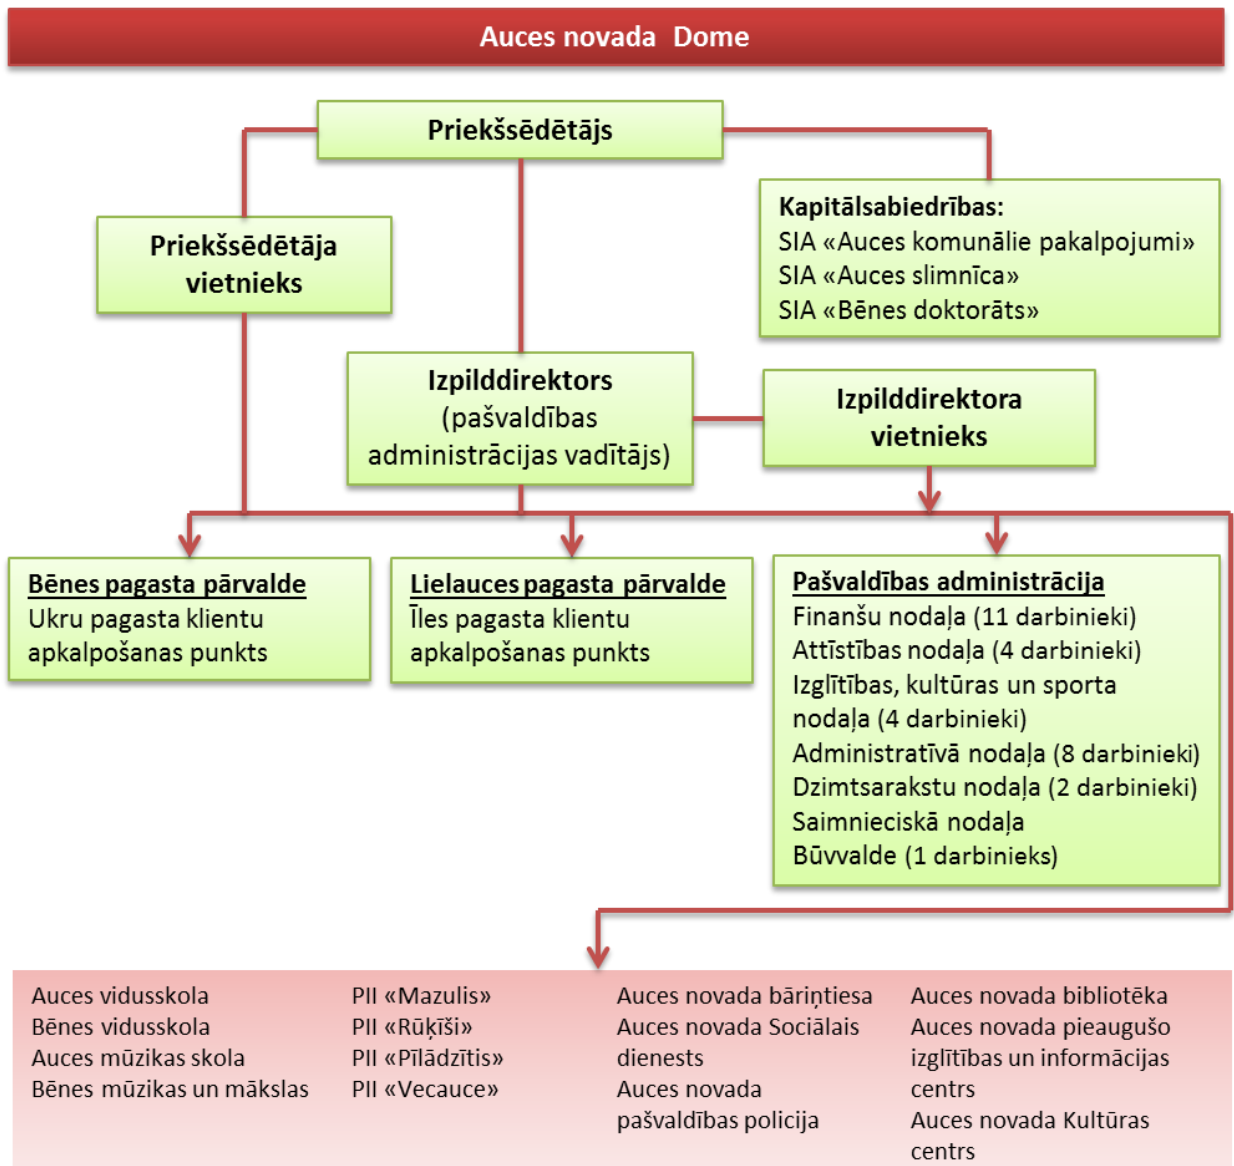 Auces novada Dome
Priekšsēdētājs
Priekšsēdētāja
vietnieks
Kapitālsabiedrības:
SIA «Auces komunālie pakalpojumi»
SIA «Auces slimnīca»
SIA «Bēnes doktorāts»
Izpilddirektors
(pašvaldības
administrācijas vadītājs)
Izpilddirektora
vietnieks
Bēnes pagasta pārvalde
Ukru pagasta klientu
apkalpošanas punkts
Lielauces pagasta pārvalde
Īles pagasta klientu
apkalpošanas punkts
Pašvaldības administrācija
Finanšu nodaļa (11 darbinieki)
Attīstības nodaļa (4 darbinieki)
Izglītības, kultūras un sporta
nodaļa (4 darbinieki)
Administratīvā nodaļa (8 darbinieki)
Dzimtsarakstu nodaļa (2 darbinieki)
Saimnieciskā nodaļa
Būvvalde (1 darbinieks)
Auces vidusskola
Bēnes vidusskola
Auces mūzikas skola
Bēnes mūzikas un mākslas
PII «Mazulis»
PII «Rūķīši»
PII «Pīlādzītis»
PII «Vecauce»
Auces novada bāriņtiesa
Auces novada Sociālais
dienests
Auces novada
pašvaldības policija
Auces novada bibliotēka
Auces novada pieaugušo
izglītības un informācijas
centrs
Auces novada Kultūras
centrs